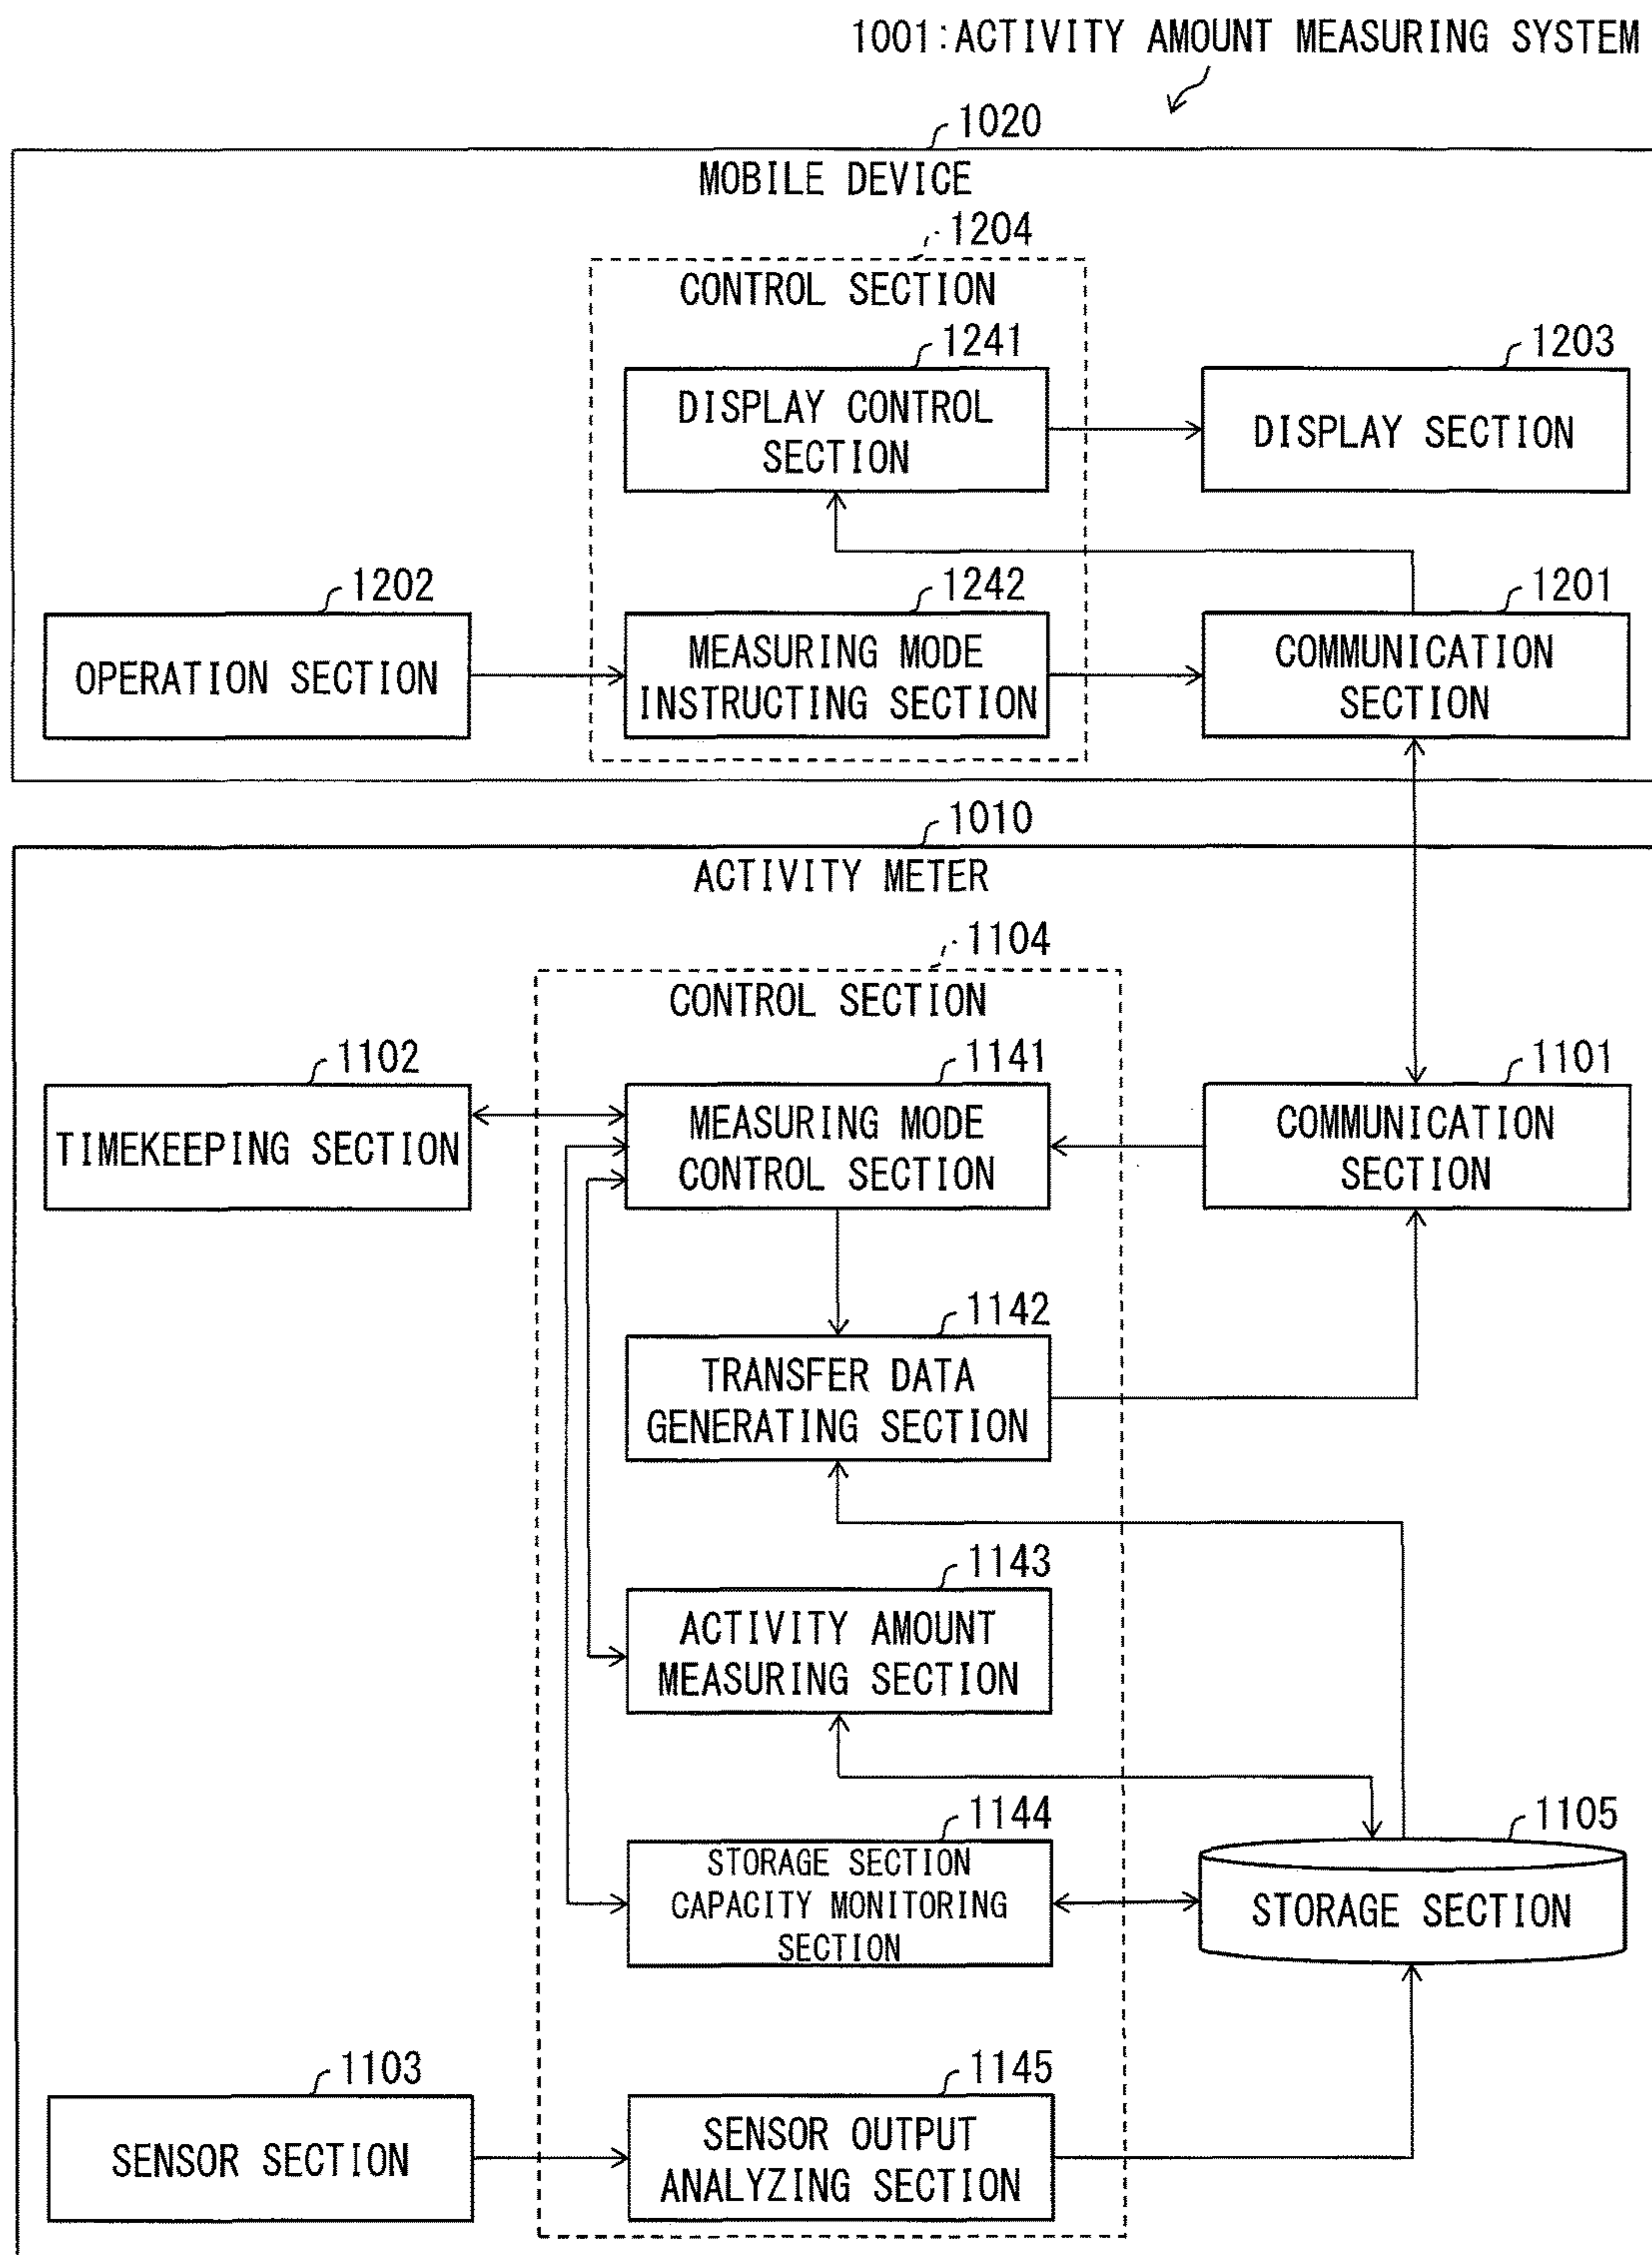 1001:ACTIVITY AMOUNT MEASURING SYSTEM
1020
MOBILE DEVICE
1204
CONTROL SECTION
1241
DISPLAY CONTROL
SECTION
1203
DISPLAY SECTION
1202
OPERATION SECTION
1242
MEASURING MODE
INSTRUCTING SECTION
1201
COMMUNICATION
SECTION
1010
ACTIVITY METER
1104
CONTROL SECTION
1102
TIMEKEEPING SECTION
1141
MEASURING MODE
CONTROL SECTION
1101
COMMUNICATION
SECTION
1142
TRANSFER DATA
GENERATING SECTION
1143
ACTIVITY AMOUNT
MEASURING SECTION
1144
STORAGE SECTION
CAPACITY MONITORING
SECTION
1105
STORAGE SECTION
1103
SENSOR SECTION
1145
SENSOR OUTPUT
ANALYZING SECTION